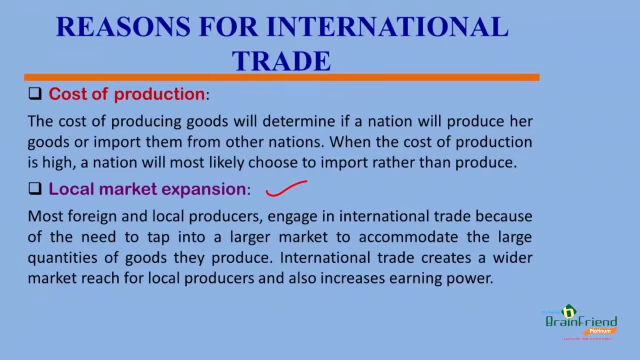 REASONS FOR INTERNATIONAL
TRADE
Cost of production:
The cost of producing goods will determine if a nation will produce her
goods or import them from other nations. When the cost of production
is high, a nation will most likely choose to import rather than produce.
Local market expansion:
Most foreign and local producers, engage in international trade because
of the need to tap into a larger market to accommodate the large
quantities of goods they produce. International trade creates a wider
market reach for local producers and also increases earning power.
BrainFriend
Platinum